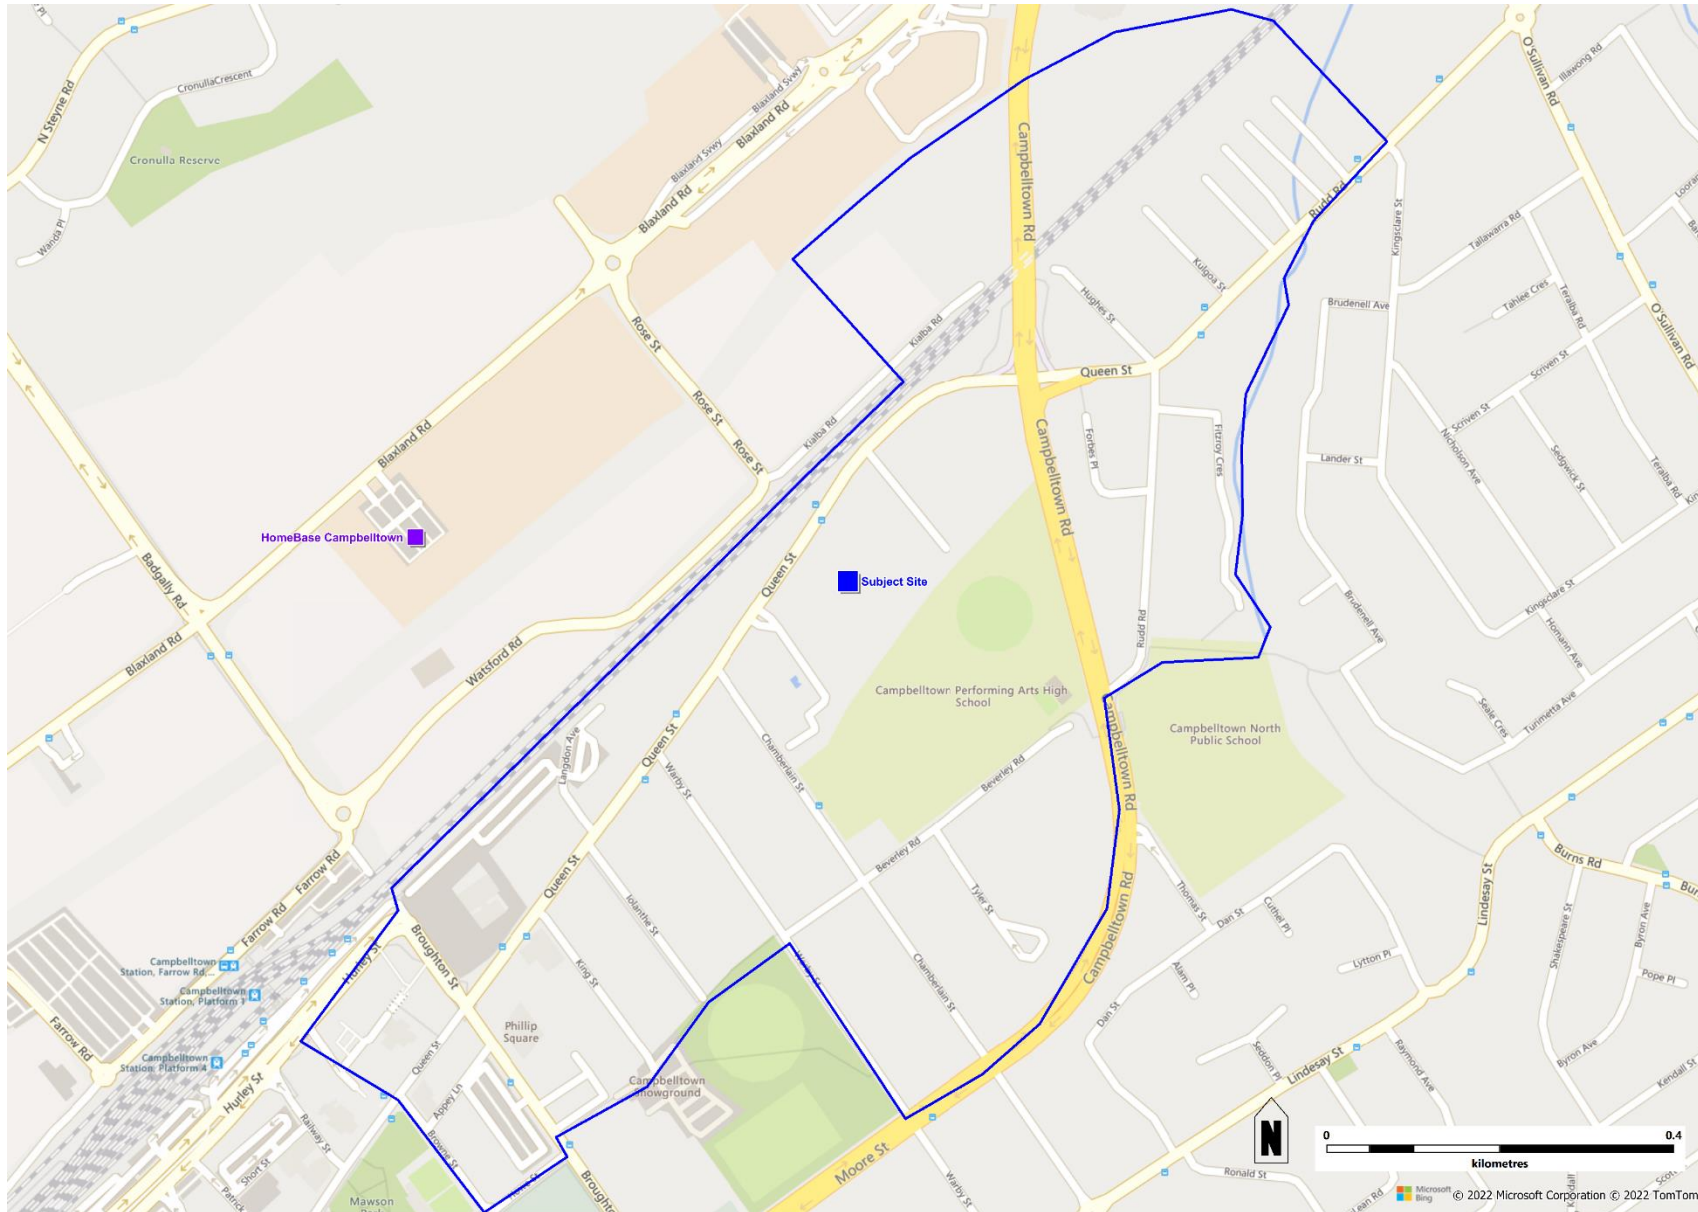 CronullaCrescent
N Steyne Rd
Cronulla Reserve
Wanda Pl
Blaxland Svwy
Blaxland Rd
Blaxland Svwy
Blaxland Rd
Campbelltown Rd
O'Sullivan Rd
Illawong Rd
Rudd Rd
Kingsclare St
Tallawarra Rd
Kulgoa St
Hughes St
Brudenell Ave
Tahlee Cres
Teralba Rd
O'Sullivan Rd
Rose St
Kialba Rd
Queen St
Scriven St
Rose St
Rose St
Kialba Rd
Blaxland Rd
Campbelltown Rd
Forbes Pl
Fitzroy Cres
Lander St
Scriven St
Nicholson Ave
Sedgwick St
Teralba Rd
HomeBase Campbelltown
Subject Site
Queen St
Badgally Rd
Blaxland Rd
Watsford Rd
Rudd Rd
Brudenell Ave
Kingsclare St
Homann Ave
Campbelltown Performing Arts High
School
Campbelltown North
Public School
Seale Cres
Turimetta Ave
Langdon Ave
Queen St
Warby St
Chamberlain St
Beverley Rd
Campbelltown Rd
Farrow Rd
Queen St
Beverley Rd
Tyler St
Iolanthe St
Thomas St
Dan St
Cuthel Pl
Lindesay St
Burns Rd
Shakespeare St
Byron Ave
Pope Pl
Farrow Rd
Hurley St
Broughton St
King St
Warby St
Chamberlain St
Campbelltown Rd
Alam Pl
Lytton Pl
Dan St
Campbelltown
Station, Farrow Rd,...
Campbelltown
Station, Platform 1
Campbelltown
Station, Platform 4
Farrow Rd
Hurley St
Phillip
Square
Queen St
Appey Ln
Browne St
Railway St
Short St
Campbelltown
Showground
Seddon Pl
Lindesay St
Raymond Ave
Byron Ave
Kendall St
Moore St
Warby St
Ronald St
Mawson
N
0
0.4
kilometres
Microsoft
Bing
© 2022 Microsoft Corporation © 2022 TomTom